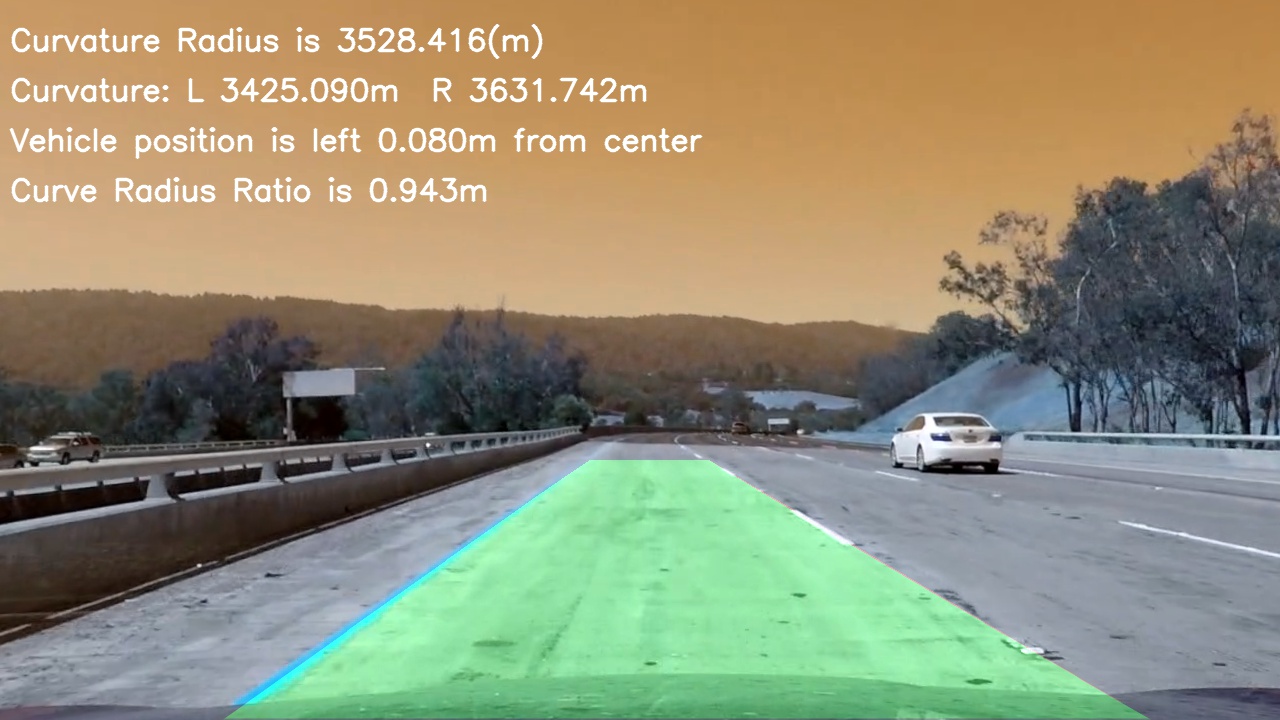 Curvature Radius is 3528.416(m)
Curvature: L 3425.090m R 3631.742m
Vehicle position is left 0.080m from center
Curve Radius Ratio is 0.943m